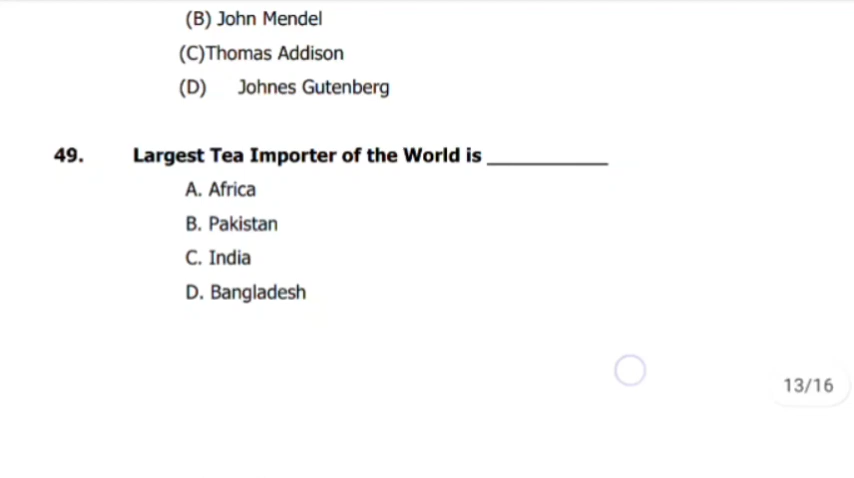 (B) John Mendel
(C)Thomas Addison
(D) Johnes Gutenberg
49. Largest Tea Importer of the World is ____________
A. Africa
B. Pakistan
C. India
D. Bangladesh
13/16